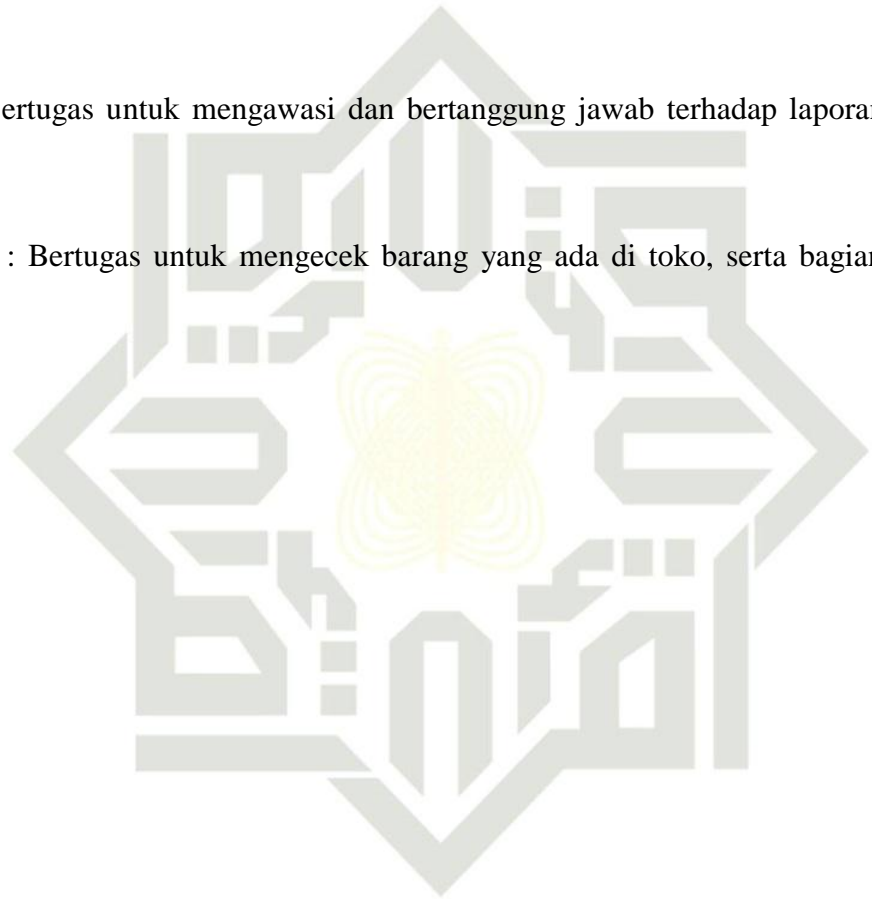 ertugas untuk mengawasi dan bertanggung jawab terhadap laporan
: Bertugas untuk mengecek barang yang ada di toko, serta bagian